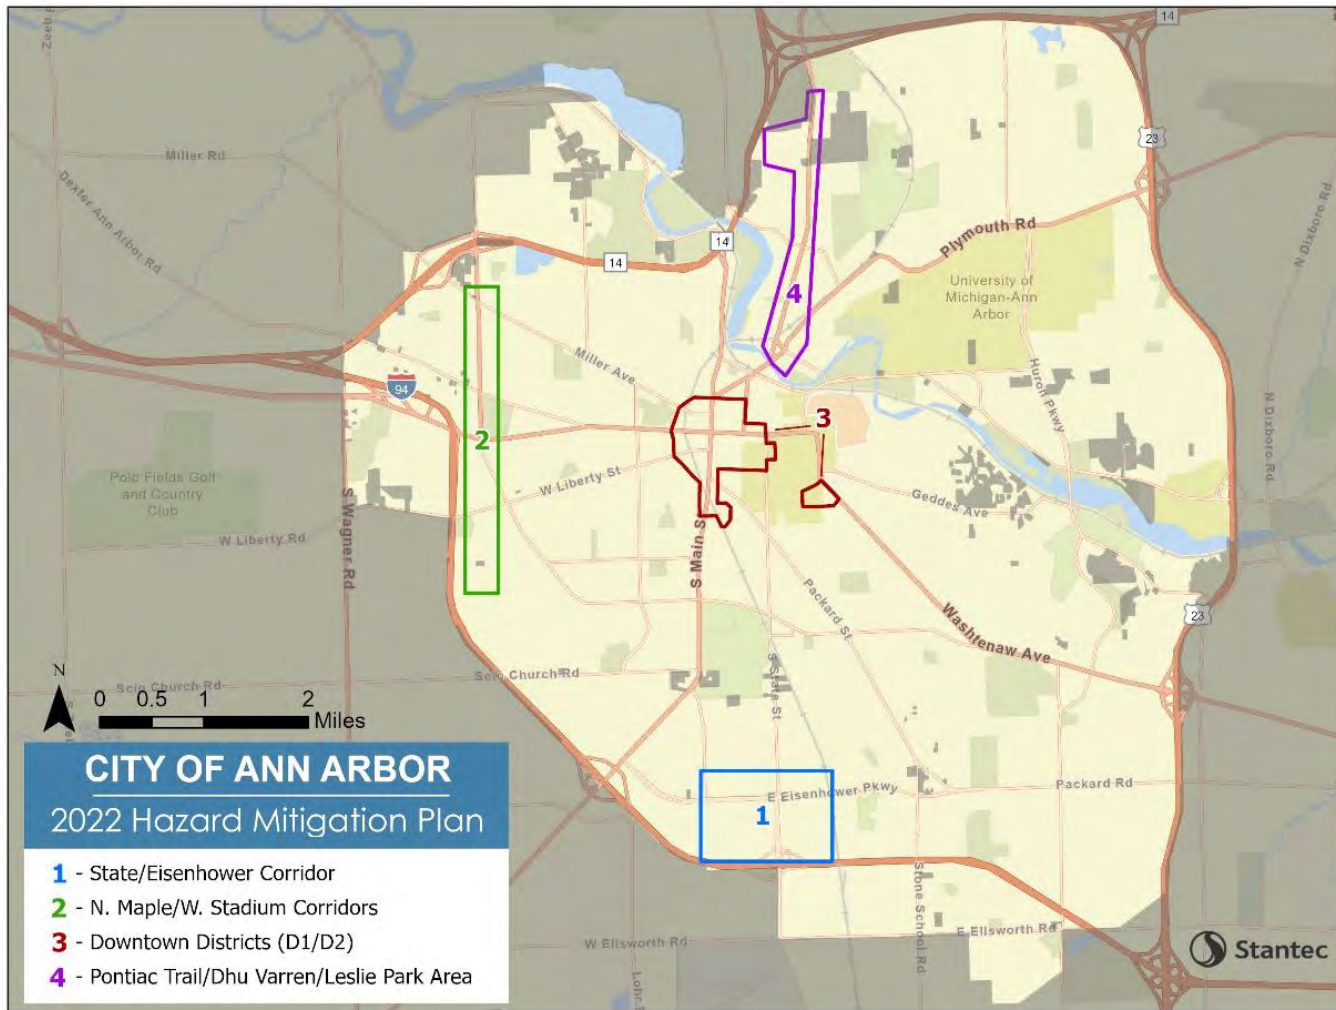 14
Zeeb
Miller Rd
Dexter Ann Arbor Rd
23
N Dixboro Rd
14
14
Plymouth Rd
University of
Michigan-Ann
Arbor
4
Miller Ave
Huron Pkwy
94
N Dixboro Rd
3
2
Polo Fields Golf
and Country
Club
W Liberty St
Geddes Ave
W Liberty Rd
S Wagner Rd
S Main S
Packard St
23
Washtenaw Ave
N
S State St
Scio Church Rd
Scio Church Rd
0 0.5 1 2
Miles
CITY OF ANN ARBOR
2022 Hazard Mitigation Plan
E Eisenhower Pkwy
Packard Rd
1
1 - State/Eisenhower Corridor
2 - N. Maple/W. Stadium Corridors
3 - Downtown Districts (D1/D2)
4 - Pontiac Trail/Dhu Varren/Leslie Park Area
Stone School Rd
E Ellsworth Rd
W Ellsworth Rd
Lohr
Stantec